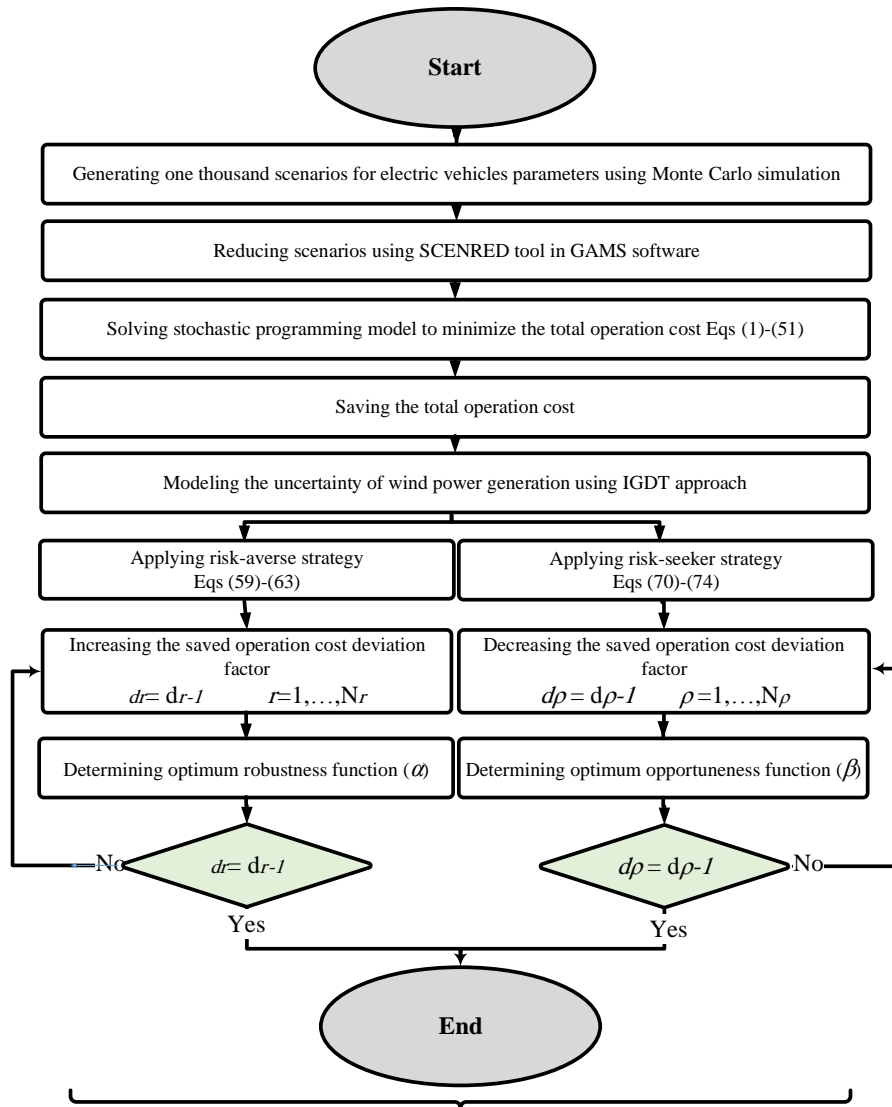 Start
Generating one thousand scenarios for electric vehicles parameters using Monte Carlo simulation
Reducing scenarios using SCENRED tool in GAMS software
Solving stochastic programming model to minimize the total operation cost Eqs (1)-(51)
Saving the total operation cost
Modeling the uncertainty of wind power generation using IGDT approach
Applying risk-averse strategy
Eqs (59)-(63)
Applying risk-seeker strategy
Eqs (70)-(74)
Increasing the saved operation cost deviation
factor
dr= dr-1 r=1,…,Nr
Decreasing the saved operation cost deviation
factor
dρ = dρ-1 ρ =1,…,Nρ
Determining optimum robustness function (α)
Determining optimum opportuneness function (β)
No
dr= dr-1
Yes
dρ = dρ-1
No
Yes
End